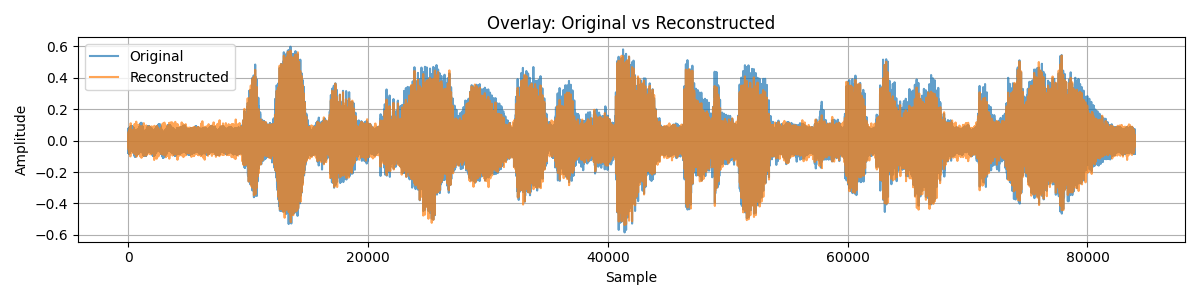 Overlay: Original vs Reconstructed
Original
Reconstructed
Amplitude
0.6
0.4
0.2
0.0
−0.2
−0.4
−0.6
0 20000 40000 60000 80000
Sample